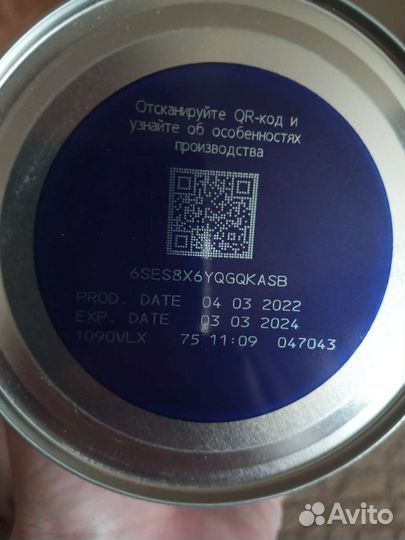 Отсканируйте QR-код и
узнайте об особенностях
производства
6SES8X6YQGQKASB
PROD. DATE 04 03 2022
EXP. DATE 03 03 2024
1090VLX 75 11:09 047043
Avito